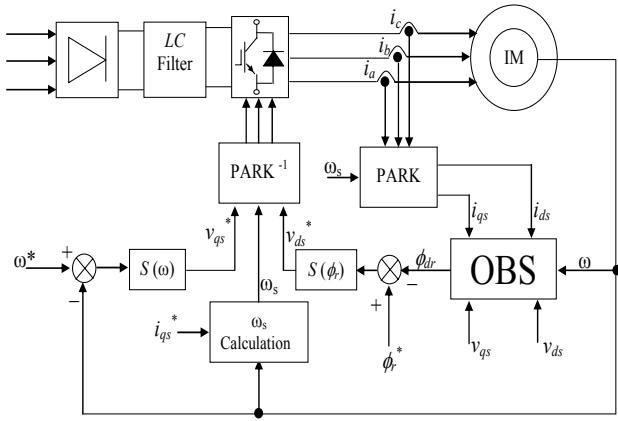 i_c
i_b
i_a
LC
Filter
IM
PARK ⁻¹
ω_s
PARK
v_qs*
v_ds*
i_qs
i_ds
ω*
+
−
S(ω)
ω_s
S(ϕ_r)
ϕ_dr
+
−
OBS
ω
i_qs*
ω_s
Calculation
ϕ_r*
v_qs
v_ds